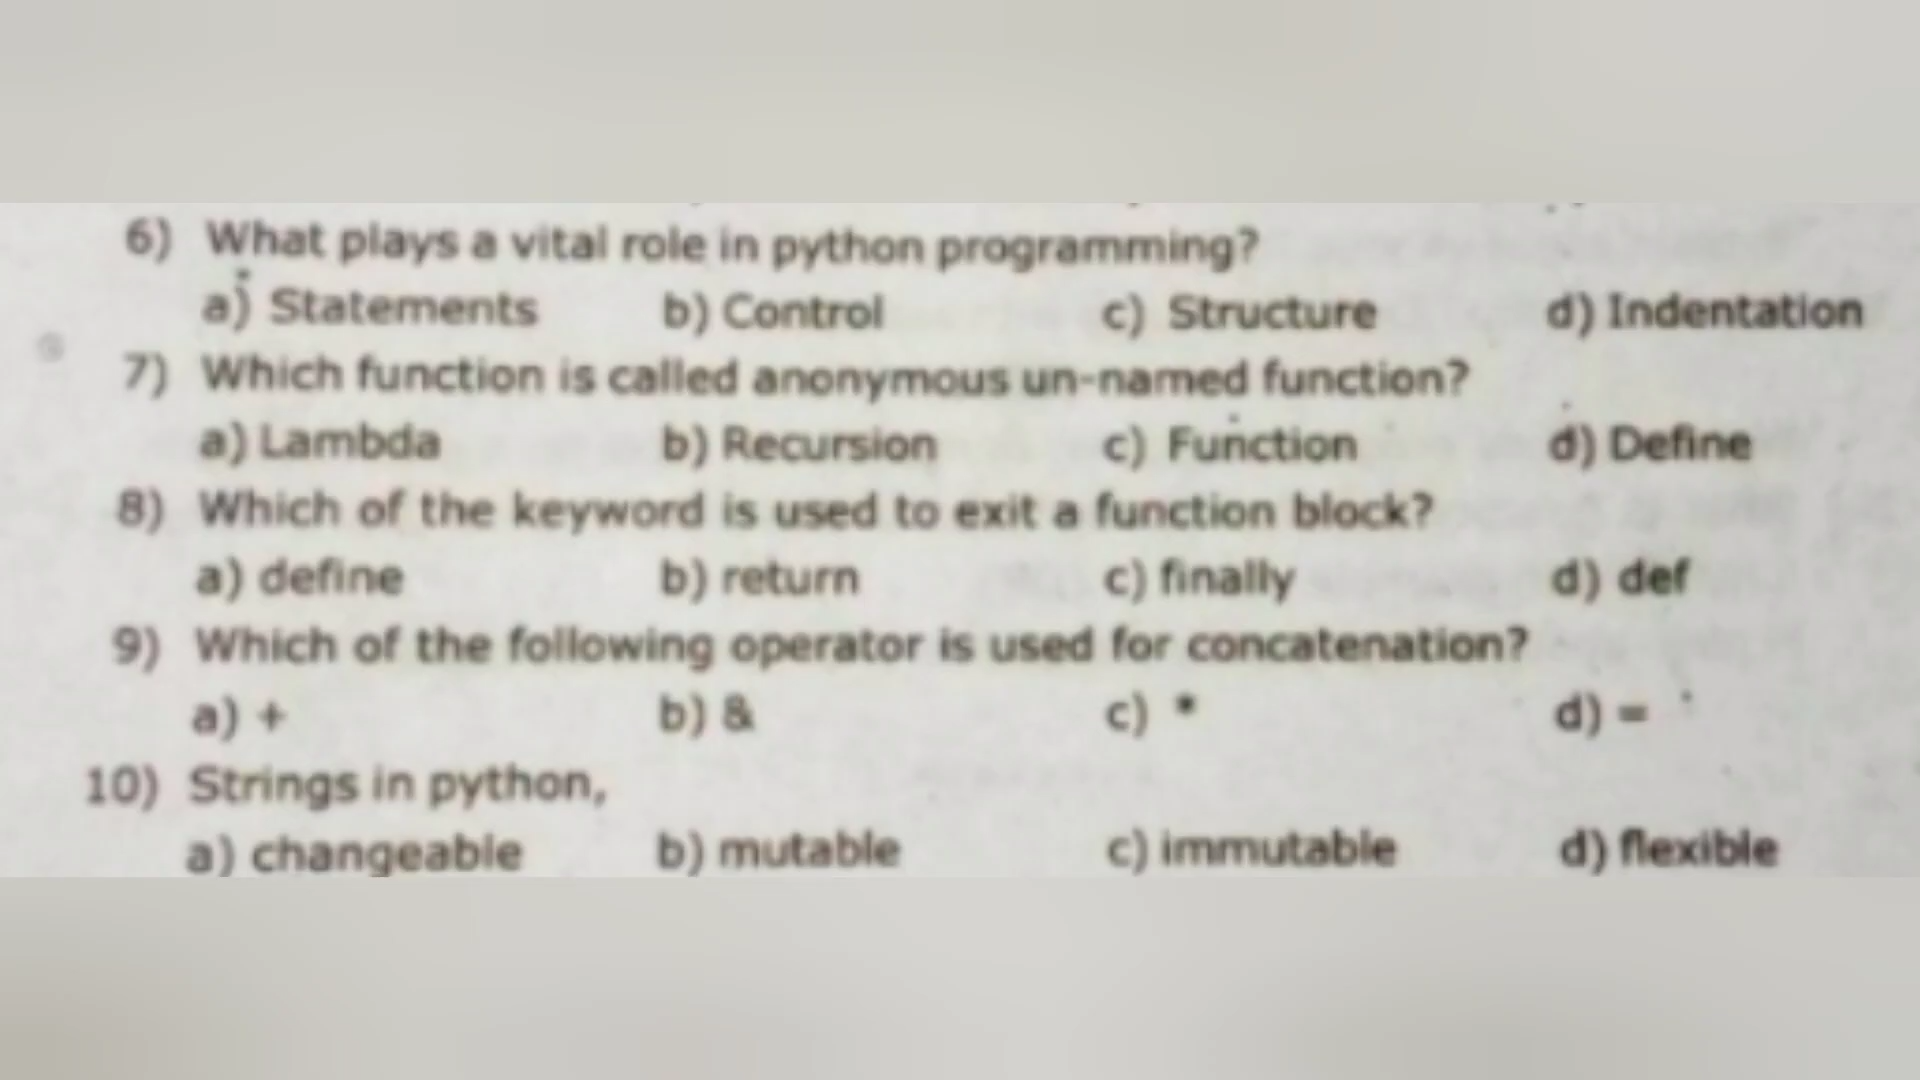 6) What plays a vital role in python programming?
a) Statements b) Control c) Structure d) Indentation
7) Which function is called anonymous un-named function?
a) Lambda b) Recursion c) Function d) Define
8) Which of the keyword is used to exit a function block?
a) define b) return c) finally d) def
9) Which of the following operator is used for concatenation?
a) + b) & c) * d) =
10) Strings in python,
a) changeable b) mutable c) immutable d) flexible